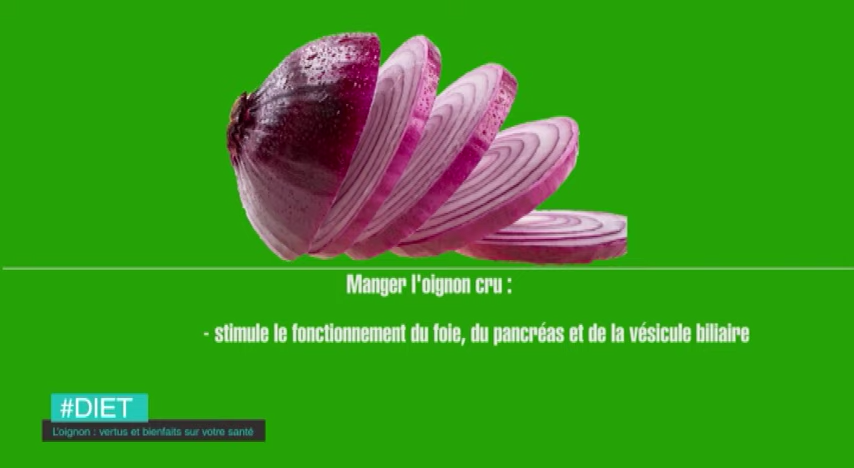 Manger l'oignon cru :
- stimule le fonctionnement du foie, du pancréas et de la vésicule biliaire
#DIET
L'oignon : vertus et bienfaits sur votre santé